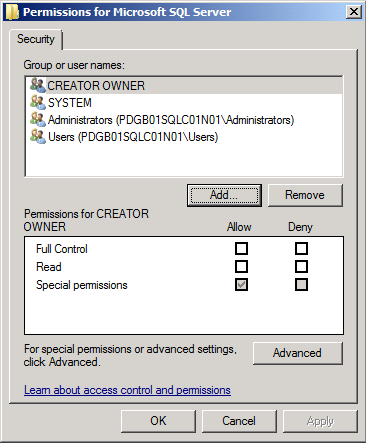 Permissions for Microsoft SQL Server
Security
Group or user names:
CREATOR OWNER
SYSTEM
Administrators (PDGB01SQLC01N01\Administrators)
Users (PDGB01SQLC01N01\Users)
Add...
Remove
Permissions for CREATOR
OWNER
Allow
Deny
Full Control
Read
Special permissions
For special permissions or advanced settings,
click Advanced.
Advanced
Learn about access control and permissions
OK
Cancel
Apply